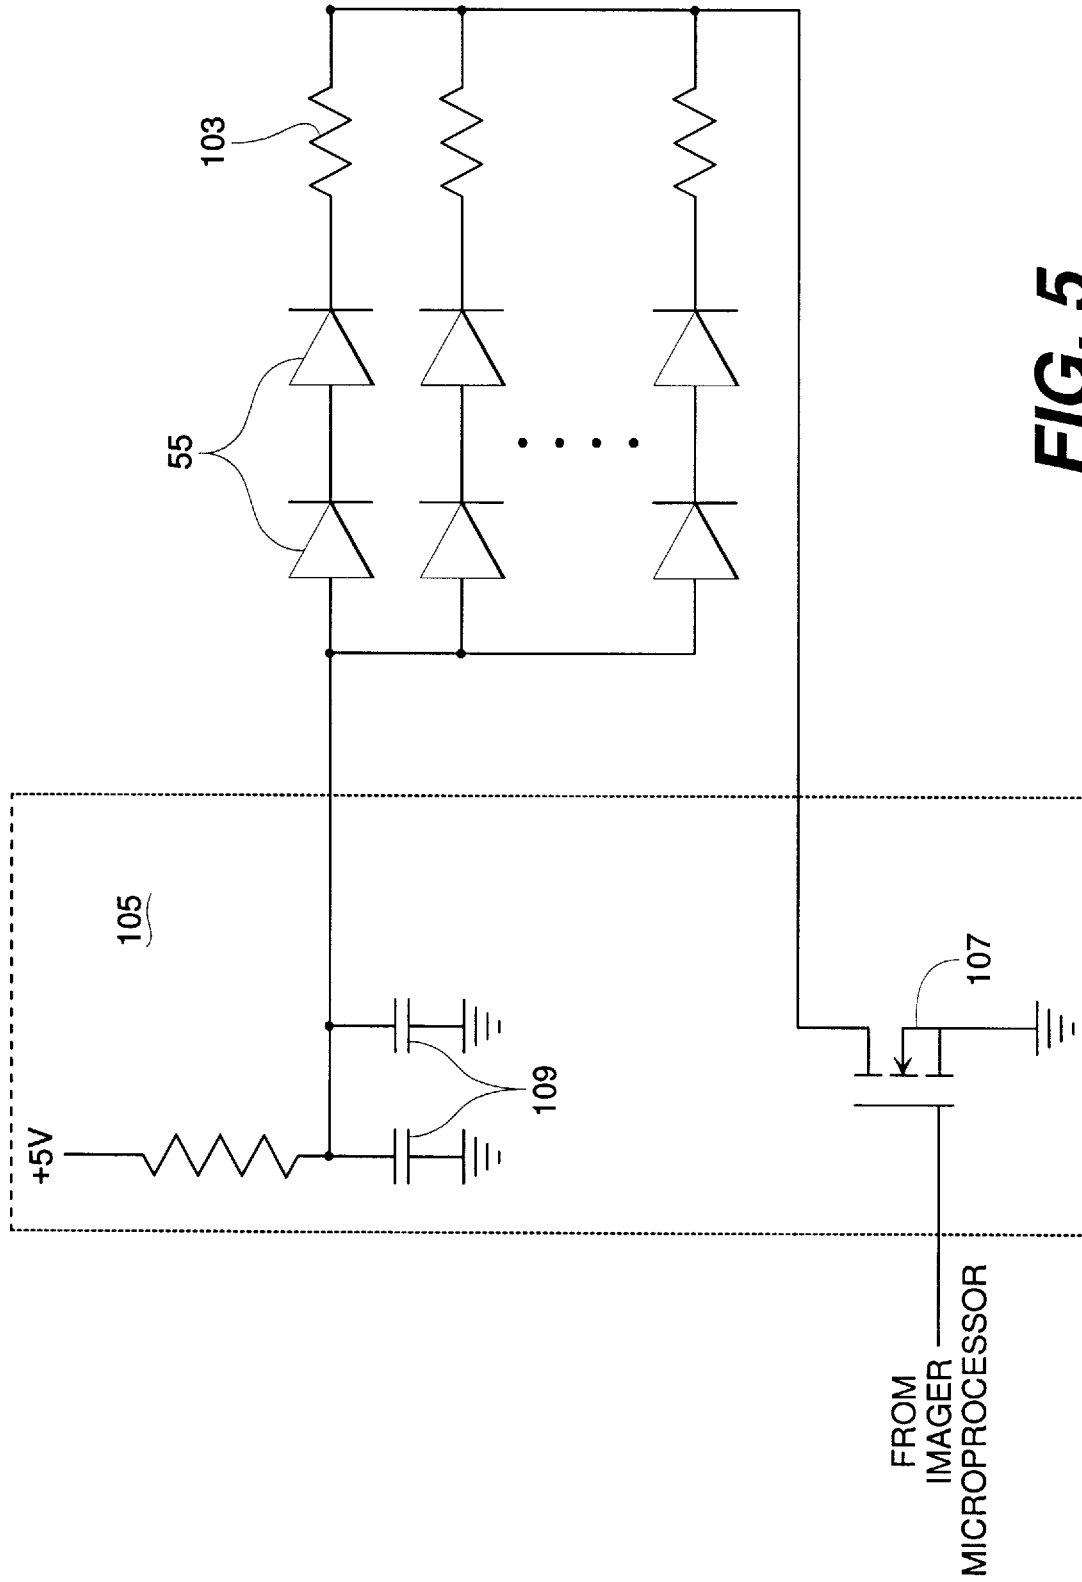 103
55
105
+5V
109
107
FROM
IMAGER
MICROPROCESSOR
FIG. 5